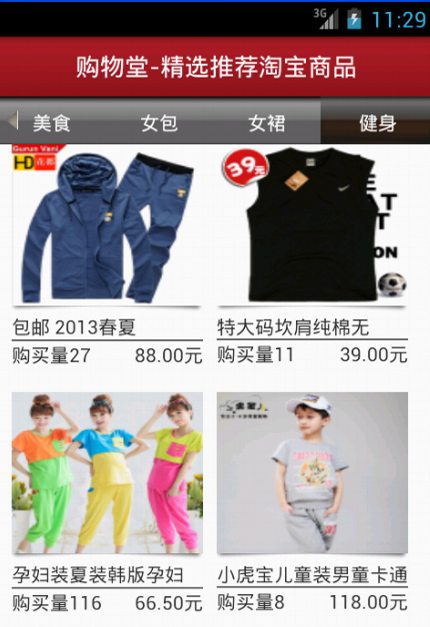 3G
11:29
购物堂-精选推荐淘宝商品
美食 女包 女裙 健身
Gurun Vani
HD
39元
ON
包邮 2013春夏
购买量27 88.00元
特大码坎肩纯棉无
购买量11 39.00元
孕妇装夏装韩版孕妇
购买量116 66.50元
小虎宝儿童装男童卡通
购买量8 118.00元